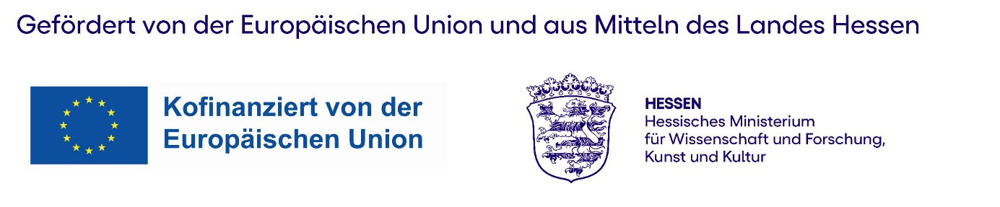 Gefördert von der Europäischen Union und aus Mitteln des Landes Hessen
Kofinanziert von der
Europäischen Union
HESSEN
Hessisches Ministerium
für Wissenschaft und Forschung,
Kunst und Kultur